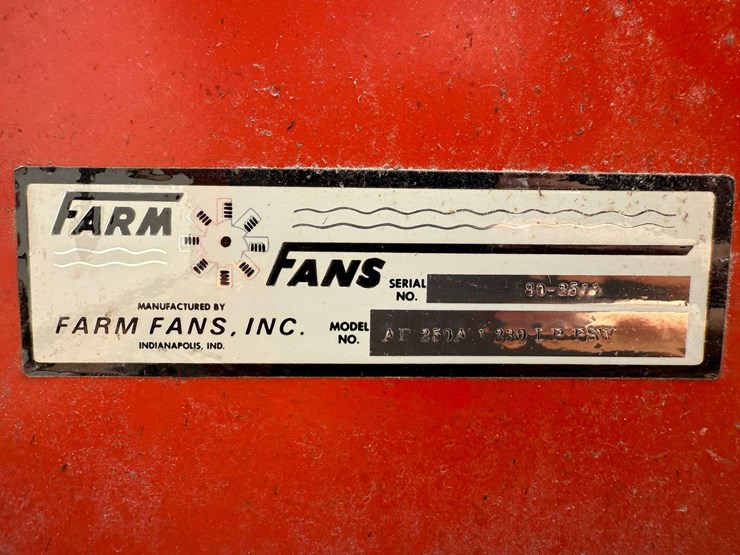 FARM
FANS
SERIAL NO.
MANUFACTURED BY
FARM FANS, INC.
INDIANAPOLIS, IND.
MODEL NO.